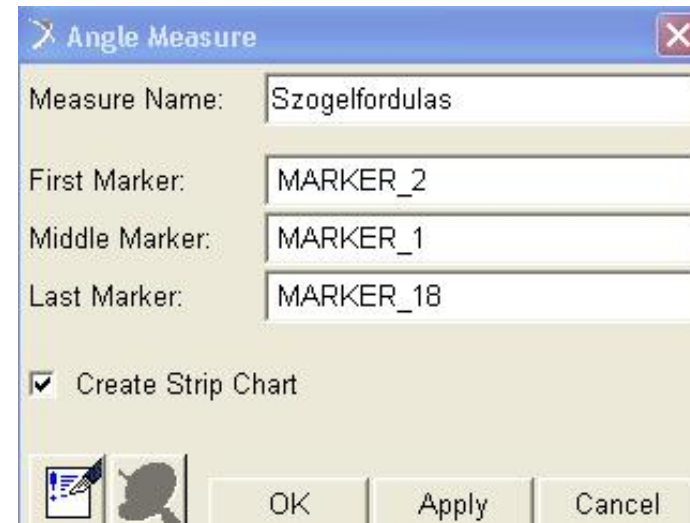 Angle Measure
Measure Name: Szogelfordulas
First Marker: MARKER_2
Middle Marker: MARKER_1
Last Marker: MARKER_18
Create Strip Chart
OK Apply Cancel